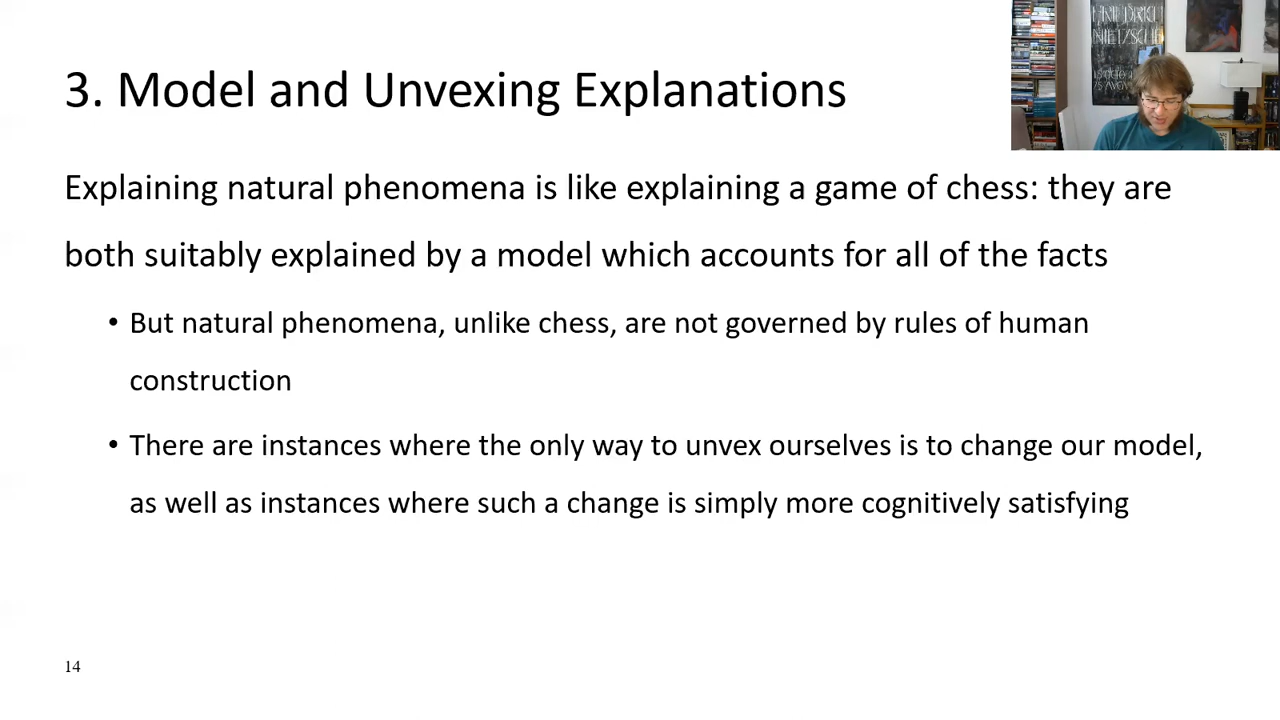 3. Model and Unvexing Explanations
Explaining natural phenomena is like explaining a game of chess: they are
both suitably explained by a model which accounts for all of the facts
• But natural phenomena, unlike chess, are not governed by rules of human
construction
• There are instances where the only way to unvex ourselves is to change our model,
as well as instances where such a change is simply more cognitively satisfying
14
NIETZSCHE